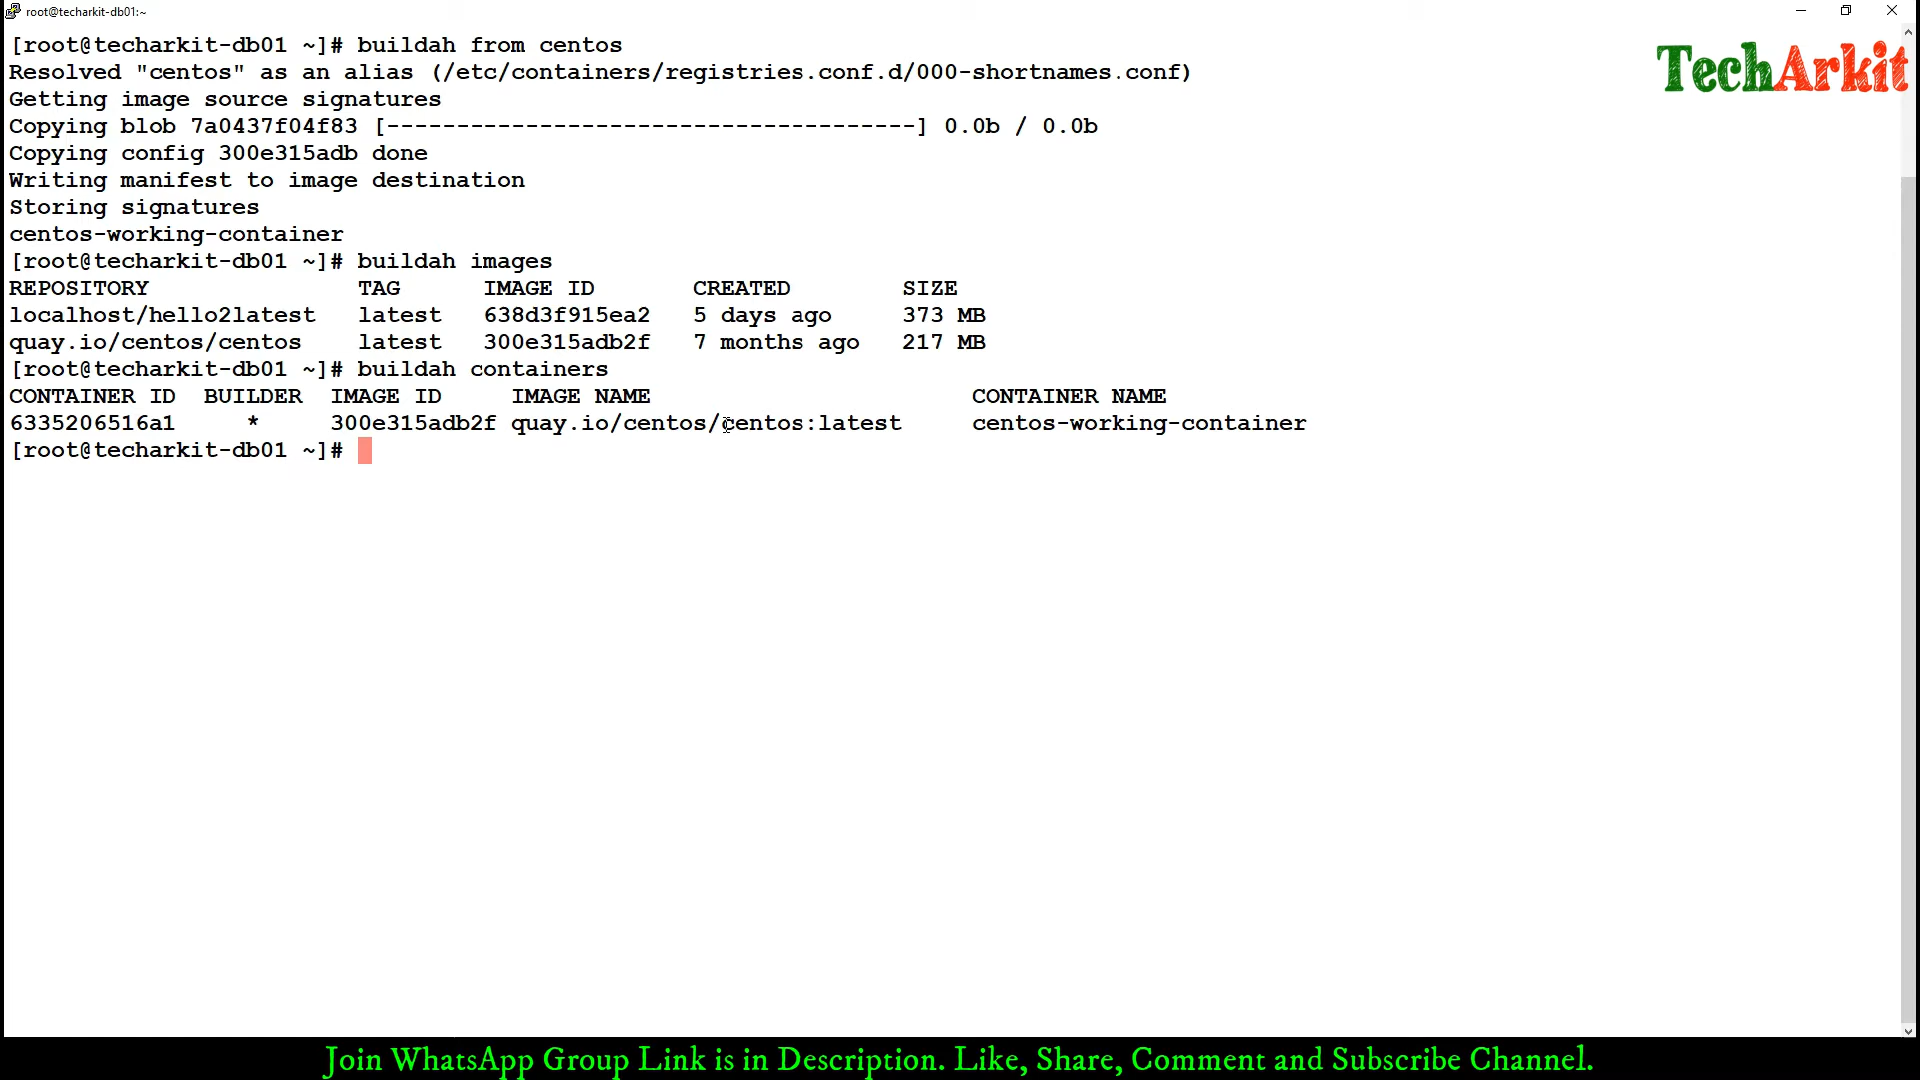 root@techarkit-db01:~
[root@techarkit-db01 ~]# buildah from centos
TechArkit
Resolved "centos" as an alias (/etc/containers/registries.conf.d/000-shortnames.conf)
Getting image source signatures
Copying blob 7a0437f04f83 [--------------------------------------] 0.0b / 0.0b
Copying config 300e315adb done
Writing manifest to image destination
Storing signatures
centos-working-container
[root@techarkit-db01 ~]# buildah images
REPOSITORY TAG IMAGE ID CREATED SIZE
localhost/hello2latest latest 638d3f915ea2 5 days ago 373 MB
quay.io/centos/centos latest 300e315adb2f 7 months ago 217 MB
[root@techarkit-db01 ~]# buildah containers
CONTAINER ID BUILDER IMAGE ID IMAGE NAME CONTAINER NAME
6335206516a1 * 300e315adb2f quay.io/centos/centos:latest centos-working-container
[root@techarkit-db01 ~]#
Join WhatsApp Group Link is in Description. Like, Share, Comment and Subscribe Channel.